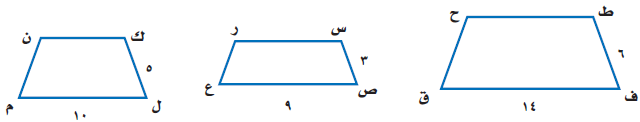 ن ك
٥
م ل
١٠
ر س
٣
ع ص
٩
ح ط
٦
ق ف
١٤